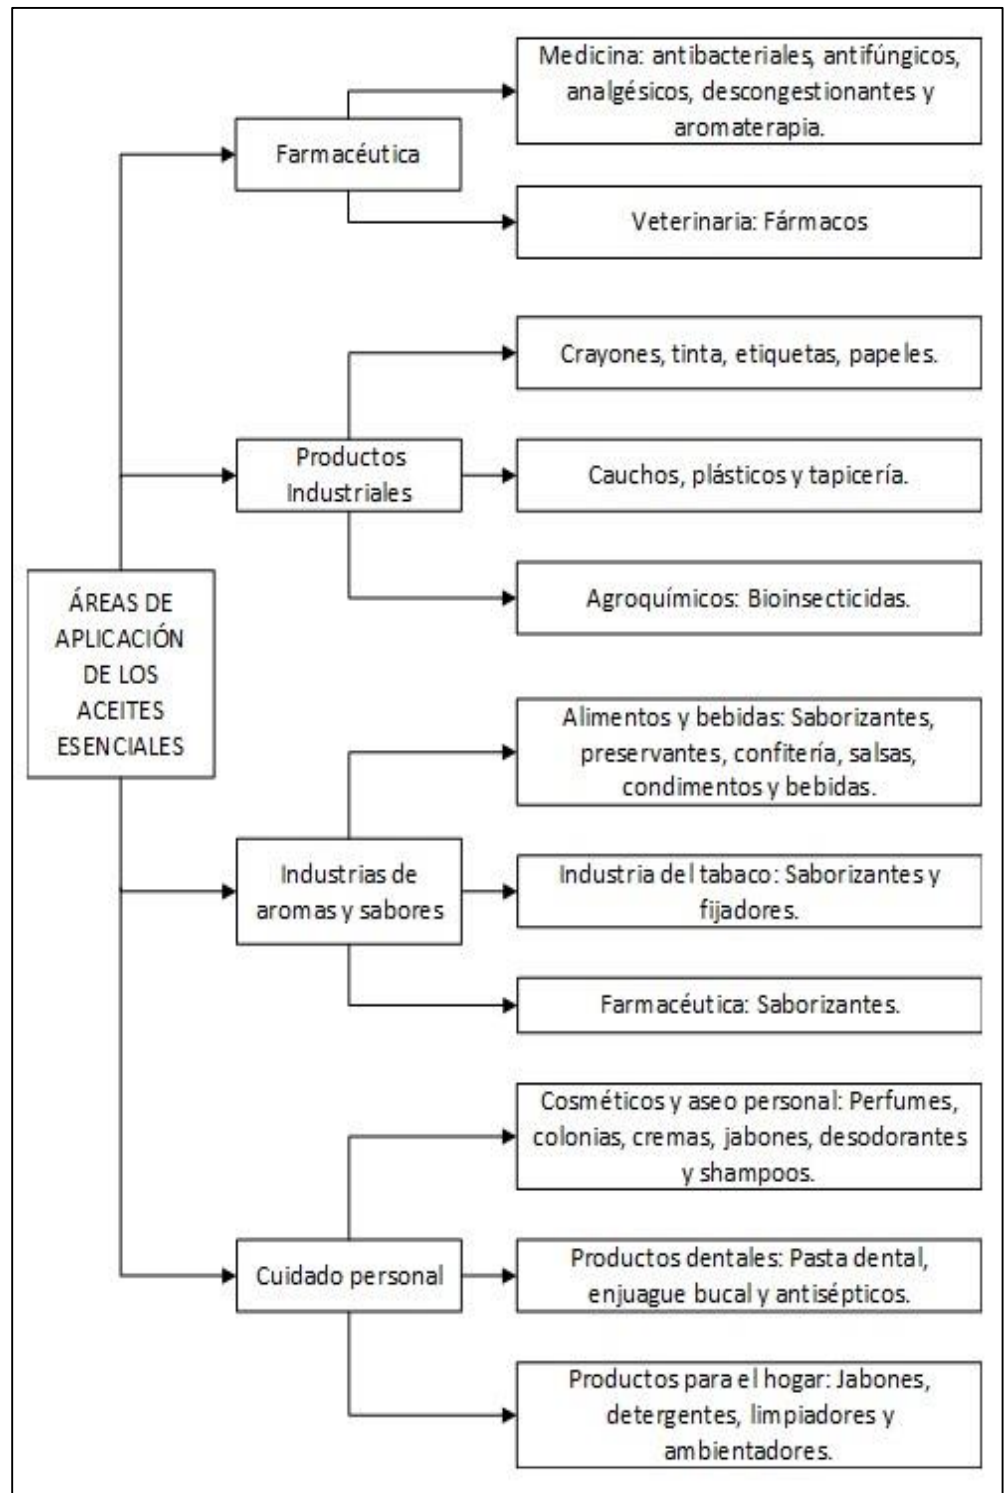 Medicina: antibacteriales, antifúngicos,
analgésicos, descongestionantes y
aromaterapia.
Farmacéutica
Veterinaria: Fármacos
Crayones, tinta, etiquetas, papeles.
Productos
Industriales
Cauchos, plásticos y tapicería.
Agroquímicos: Bioinsecticidas.
ÁREAS DE
APLICACIÓN
DE LOS
ACEITES
ESENCIALES
Alimentos y bebidas: Saborizantes,
preservantes, confitería, salsas,
condimentos y bebidas.
Industrias de
aromas y sabores
Industria del tabaco: Saborizantes y
fijadores.
Farmacéutica: Saborizantes.
Cosméticos y aseo personal: Perfumes,
colonias, cremas, jabones, desodorantes
y shampoos.
Cuidado personal
Productos dentales: Pasta dental,
enjuague bucal y antisépticos.
Productos para el hogar: Jabones,
detergentes, limpiadores y
ambientadores.